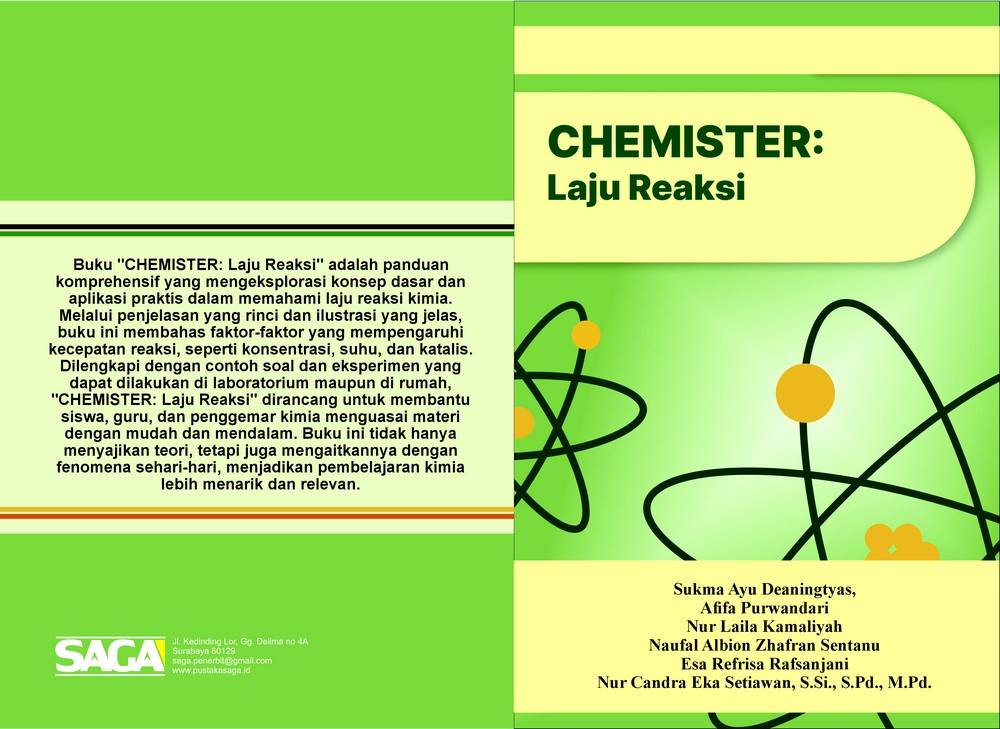 Buku "CHEMISTER: Laju Reaksi" adalah panduan
komprehensif yang mengeksplorasi konsep dasar dan
aplikasi praktis dalam memahami laju reaksi kimia.
Melalui penjelasan yang rinci dan ilustrasi yang jelas,
buku ini membahas faktor-faktor yang mempengaruhi
kecepatan reaksi, seperti konsentrasi, suhu, dan katalis.
Dilengkapi dengan contoh soal dan eksperimen yang
dapat dilakukan di laboratorium maupun di rumah,
"CHEMISTER: Laju Reaksi" dirancang untuk membantu
siswa, guru, dan penggemar kimia menguasai materi
dengan mudah dan mendalam. Buku ini tidak hanya
menyajikan teori, tetapi juga mengaitkannya dengan
fenomena sehari-hari, menjadikan pembelajaran kimia
lebih menarik dan relevan.
SAGA
Jl. Kedinding Lor, Gg. Delima no 4A
Surabaya 60129
saga.penerbit@gmail.com
www.pustakasaga.id
CHEMISTER:
Laju Reaksi
Sukma Ayu Deaningtyas,
Afifa Purwandari
Nur Laila Kamaliyah
Naufal Albion Zhafran Sentanu
Esa Refrisa Rafsanjani
Nur Candra Eka Setiawan, S.Si., S.Pd., M.Pd.